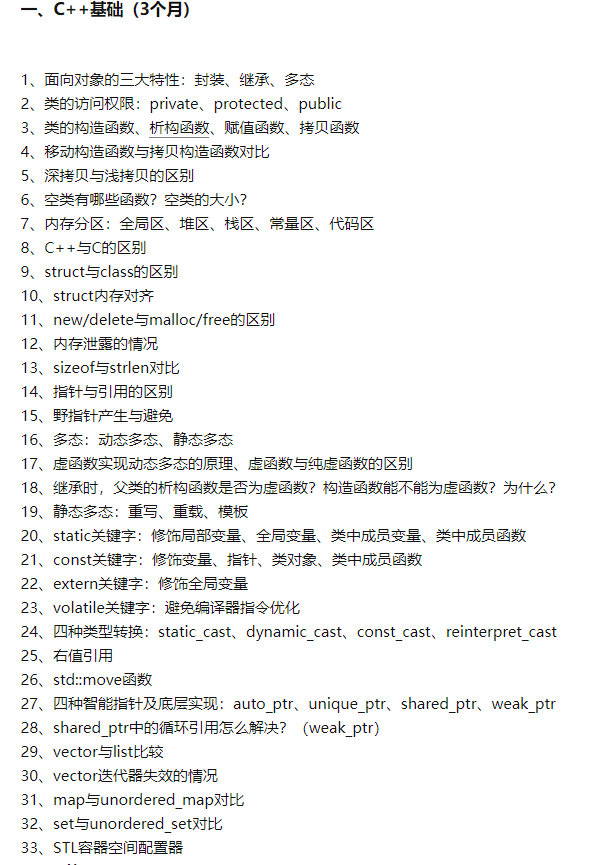 一、C++基础（3个月）
1、面向对象的三大特性：封装、继承、多态
2、类的访问权限：private、protected、public
3、类的构造函数、析构函数、赋值函数、拷贝函数
4、移动构造函数与拷贝构造函数对比
5、深拷贝与浅拷贝的区别
6、空类有哪些函数？空类的大小？
7、内存分区：全局区、堆区、栈区、常量区、代码区
8、C++与C的区别
9、struct与class的区别
10、struct内存对齐
11、new/delete与malloc/free的区别
12、内存泄露的情况
13、sizeof与strlen对比
14、指针与引用的区别
15、野指针产生与避免
16、多态：动态多态、静态多态
17、虚函数实现动态多态的原理、虚函数与纯虚函数的区别
18、继承时，父类的析构函数是否为虚函数？构造函数能不能为虚函数？为什么？
19、静态多态：重写、重载、模板
20、static关键字：修饰局部变量、全局变量、类中成员变量、类中成员函数
21、const关键字：修饰变量、指针、类对象、类中成员函数
22、extern关键字：修饰全局变量
23、volatile关键字：避免编译器指令优化
24、四种类型转换：static_cast、dynamic_cast、const_cast、reinterpret_cast
25、右值引用
26、std::move函数
27、四种智能指针及底层实现：auto_ptr、unique_ptr、shared_ptr、weak_ptr
28、shared_ptr中的循环引用怎么解决？（weak_ptr）
29、vector与list比较
30、vector迭代器失效的情况
31、map与unordered_map对比
32、set与unordered_set对比
33、STL容器空间配置器